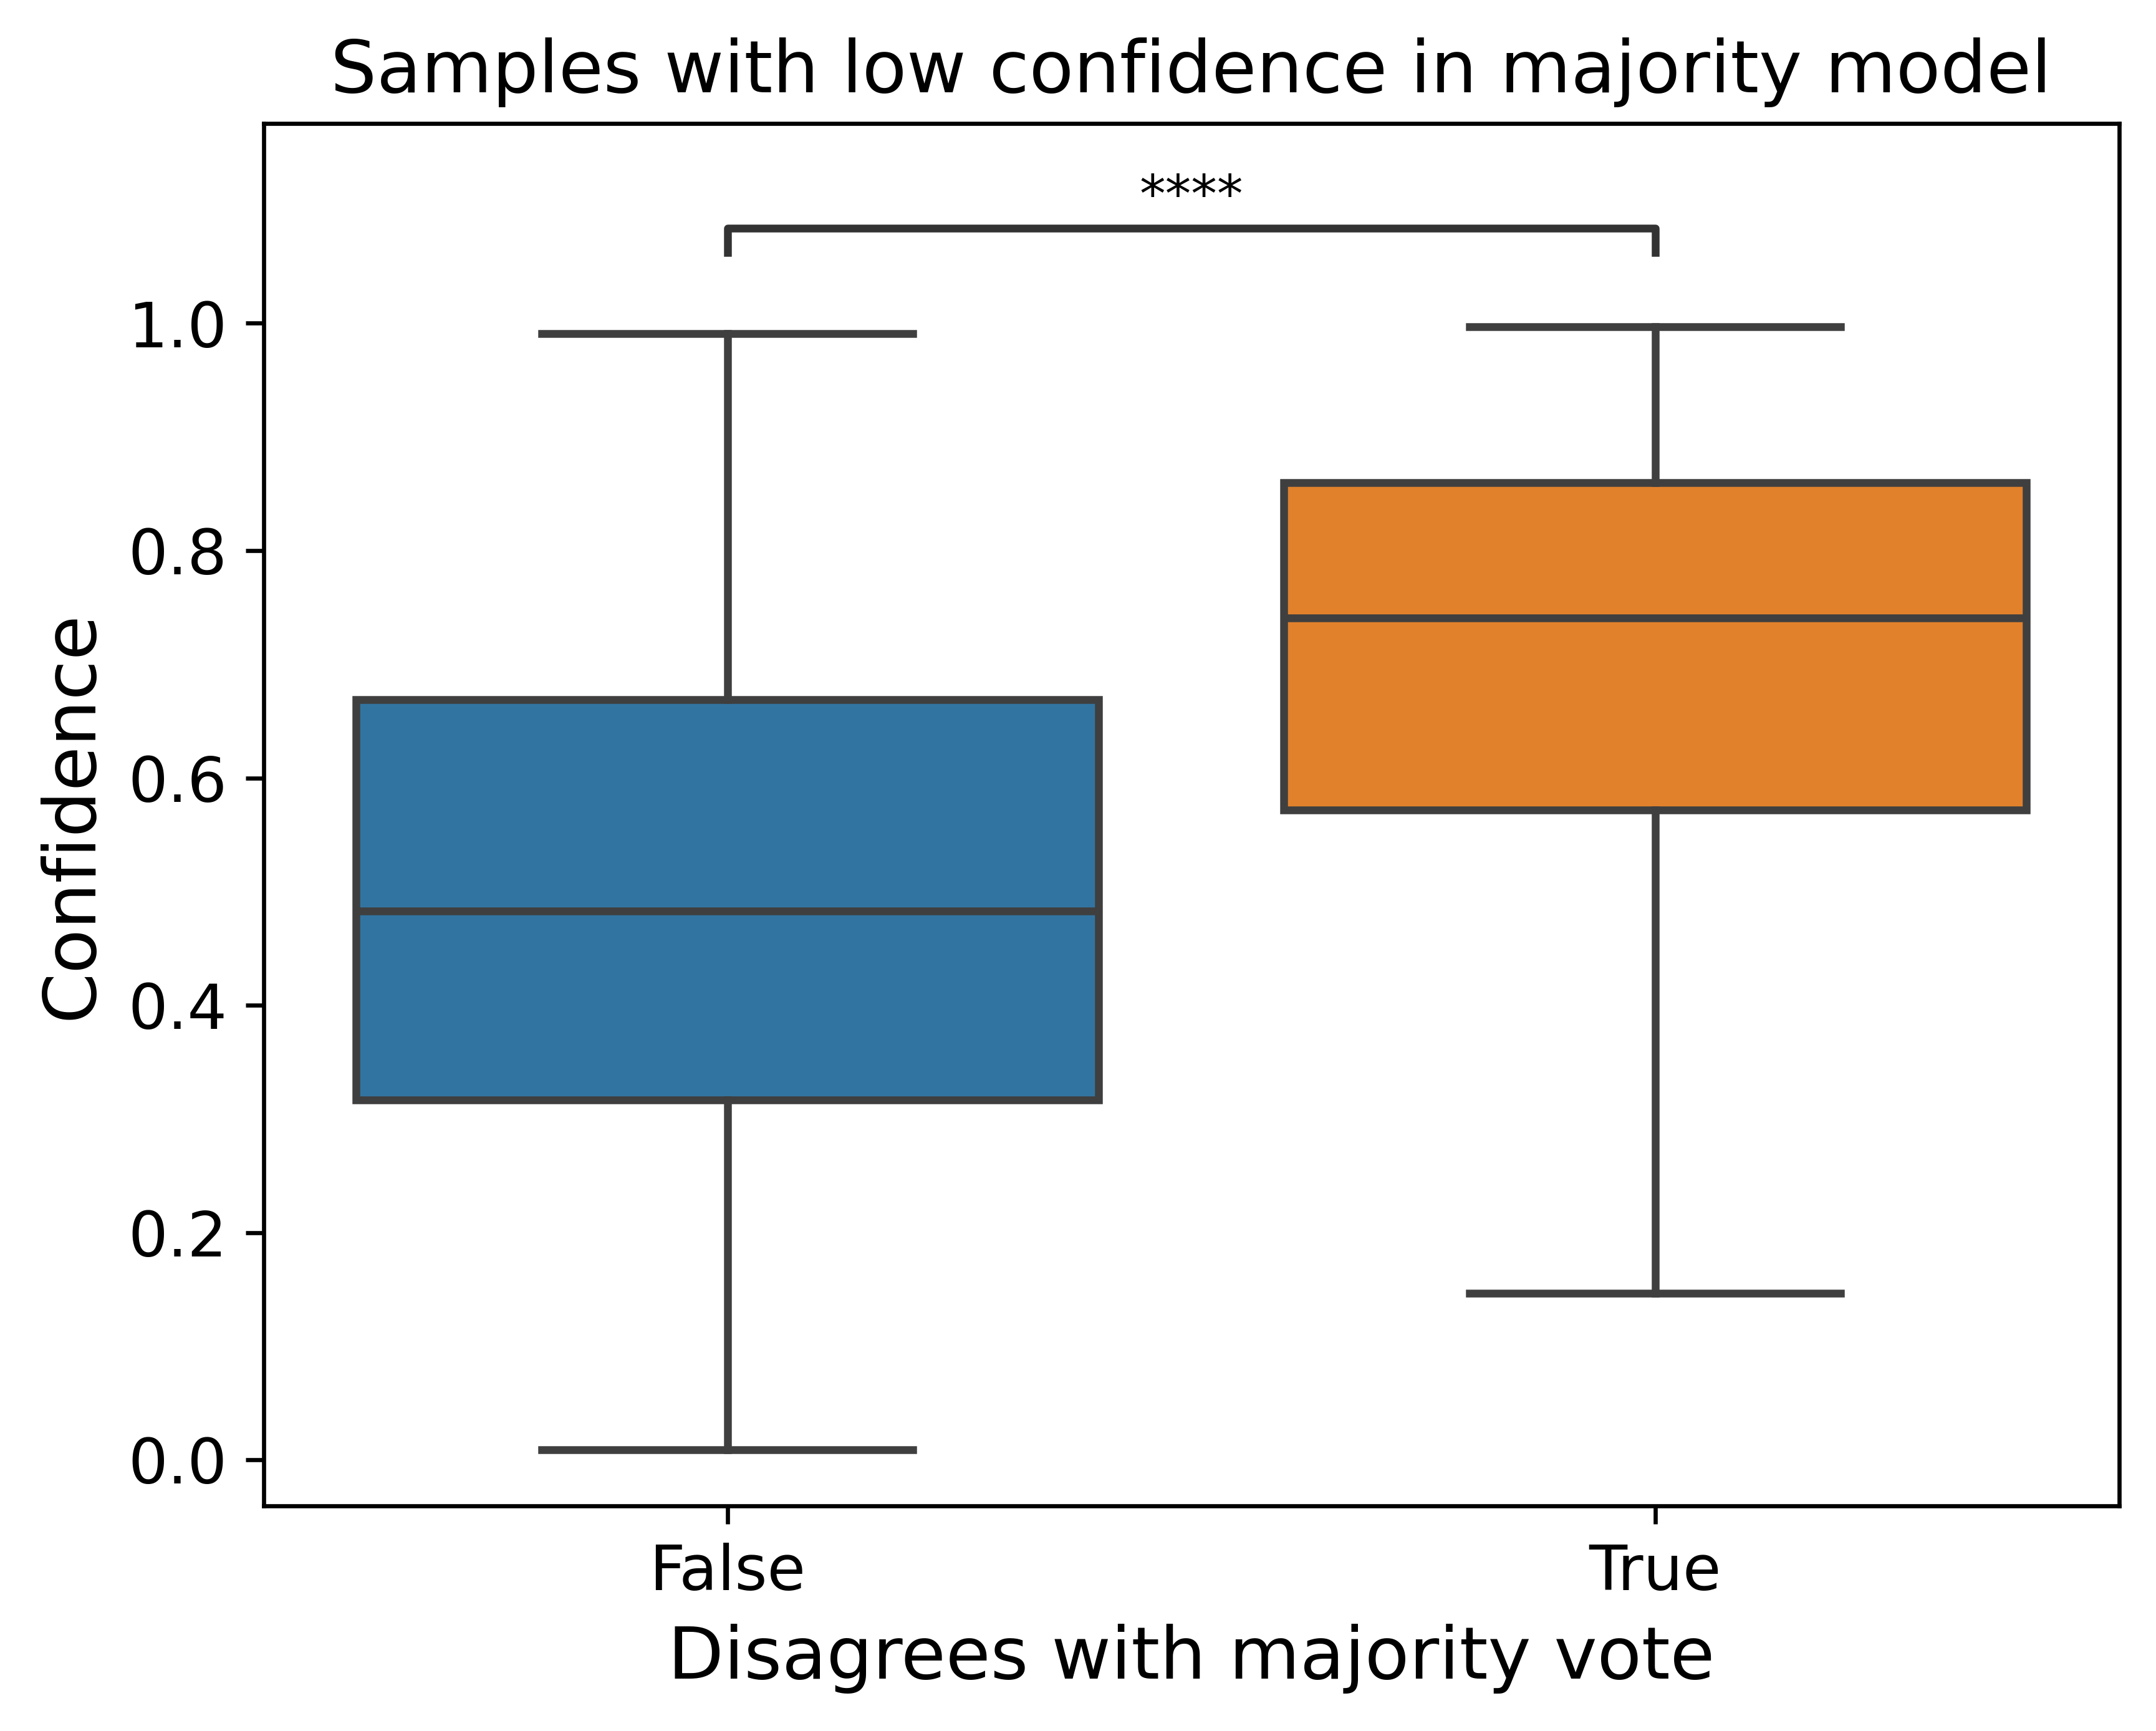 Samples with low confidence in majority model
****
Confidence
1.0
0.8
0.6
0.4
0.2
0.0
False
True
Disagrees with majority vote